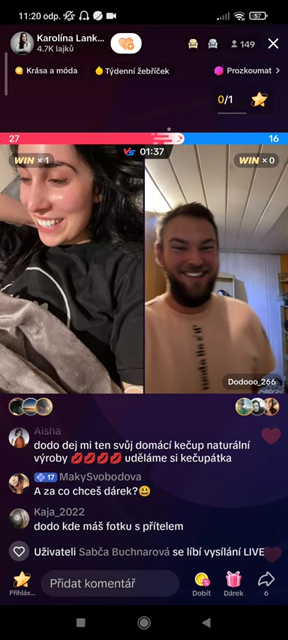 11:20 odp.
57
Karolína Lank...
4.7K lajků
149
Krása a móda
Týdenní žebříček
Prozkoumat >
0/1
27
16
WIN x 1
VS 01:37
WIN x 0
Dodooo_266
Aisha
dodo dej mi ten svůj domácí kečup naturální
výroby 💋💋💋💋 uděláme si kečupátka
17 MakySvobodova
A za co chceš dárek?😃
Kaja_2022
dodo kde máš fotku s přítelem
Uživateli Sabča Buchnarová se líbí vysílání LIVE
Přihlás...
Přidat komentář
Dobít
Dárek
6